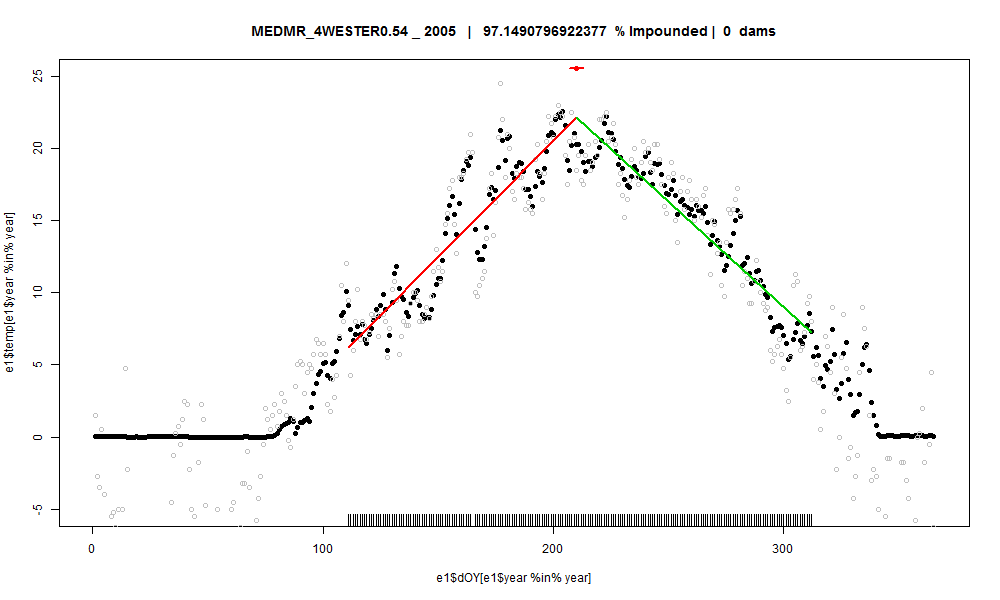 MEDMR_4WESTER0.54 _ 2005 | 97.1490796922377 % Impounded | 0 dams
e1$temp[e1$year %in% year]
25
20
15
10
5
0
-5
0 100 200 300
e1$dOY[e1$year %in% year]